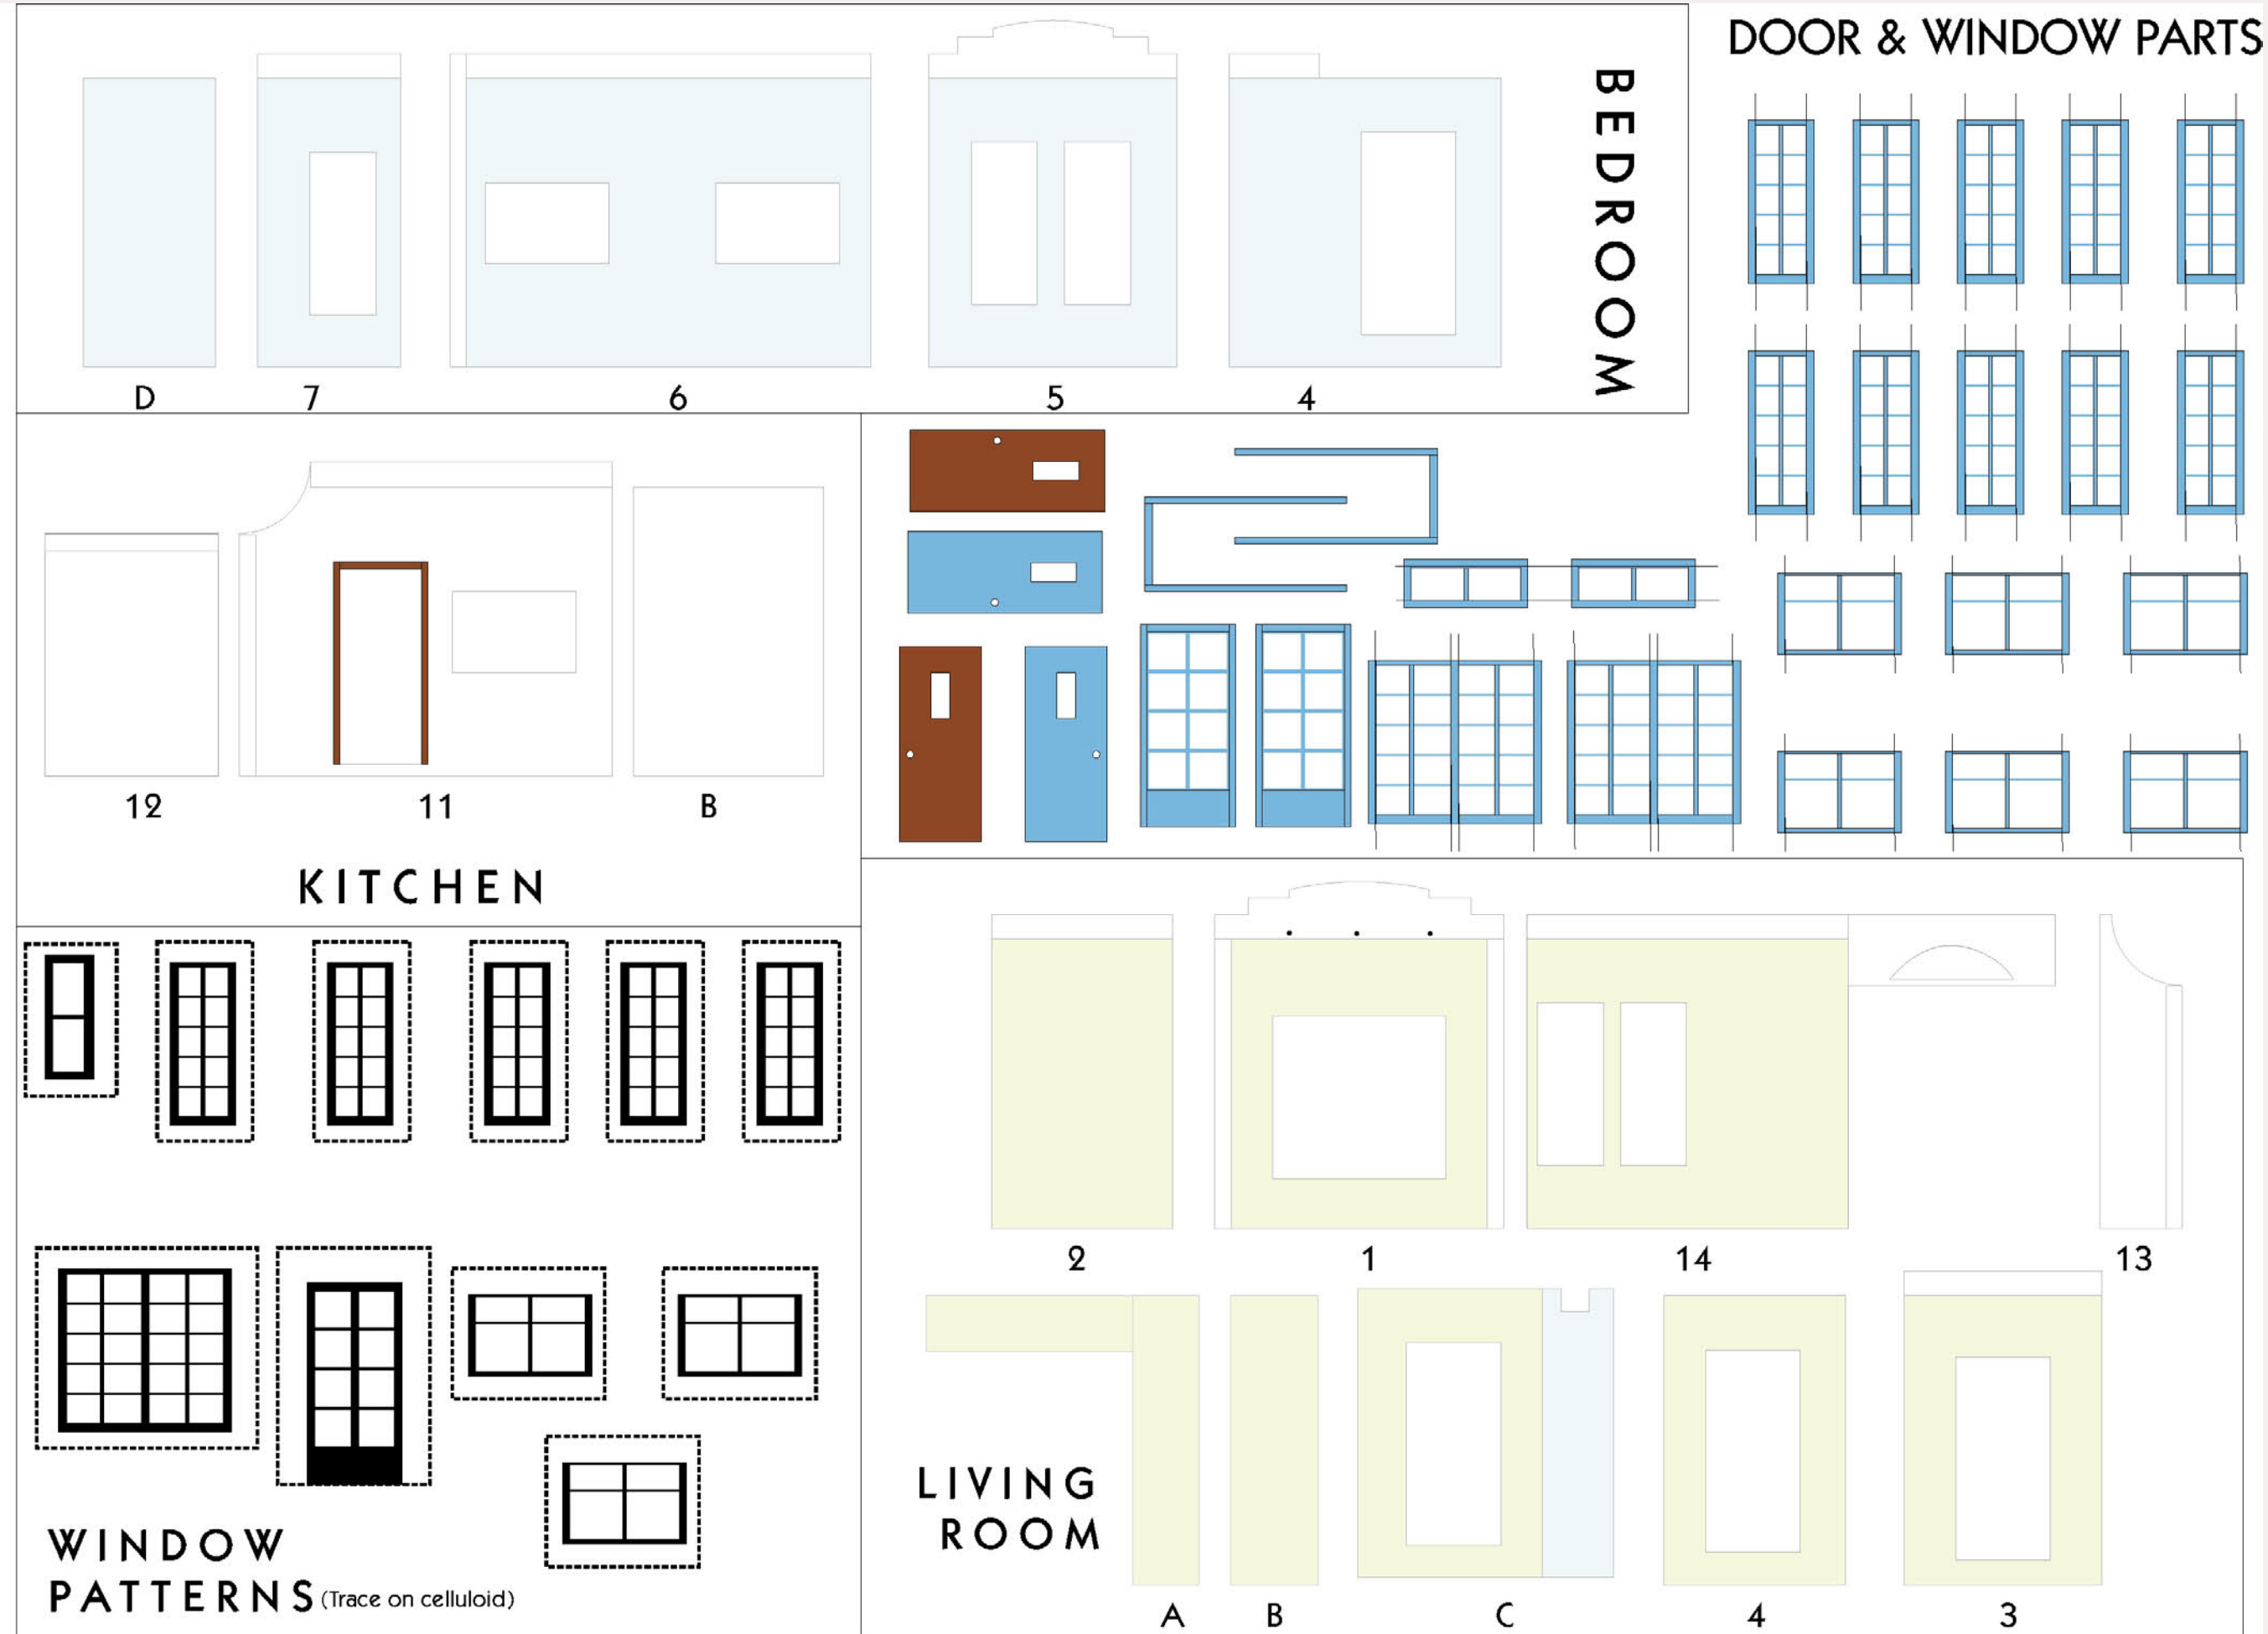 DOOR & WINDOW PARTS
BEDROOM
D
7
6
5
4
12
11
B
KITCHEN
2
1
14
13
WINDOW
PATTERNS (Trace on celluloid)
LIVING
ROOM
A
B
C
4
3